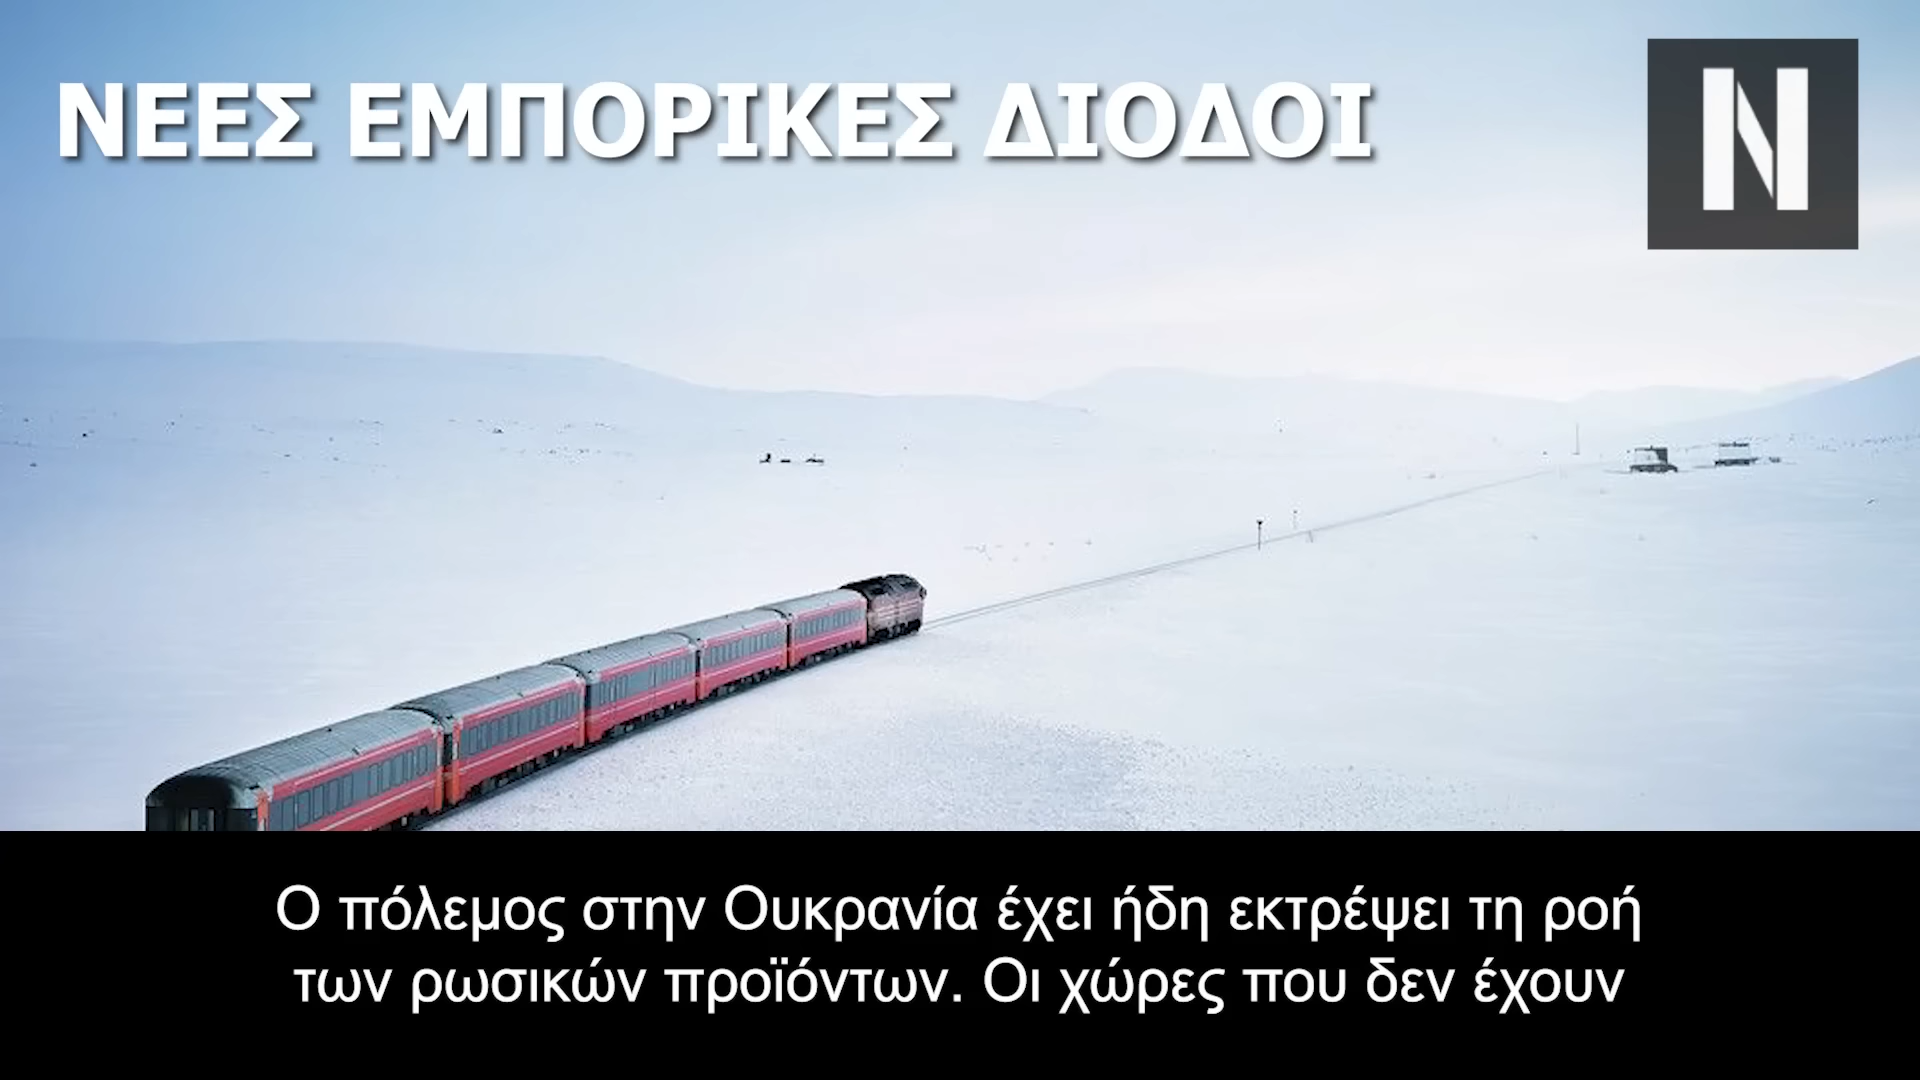 ΝΕΕΣ ΕΜΠΟΡΙΚΕΣ ΔΙΟΔΟΙ
N
Ο πόλεμος στην Ουκρανία έχει ήδη εκτρέψει τη ροή
των ρωσικών προϊόντων. Οι χώρες που δεν έχουν